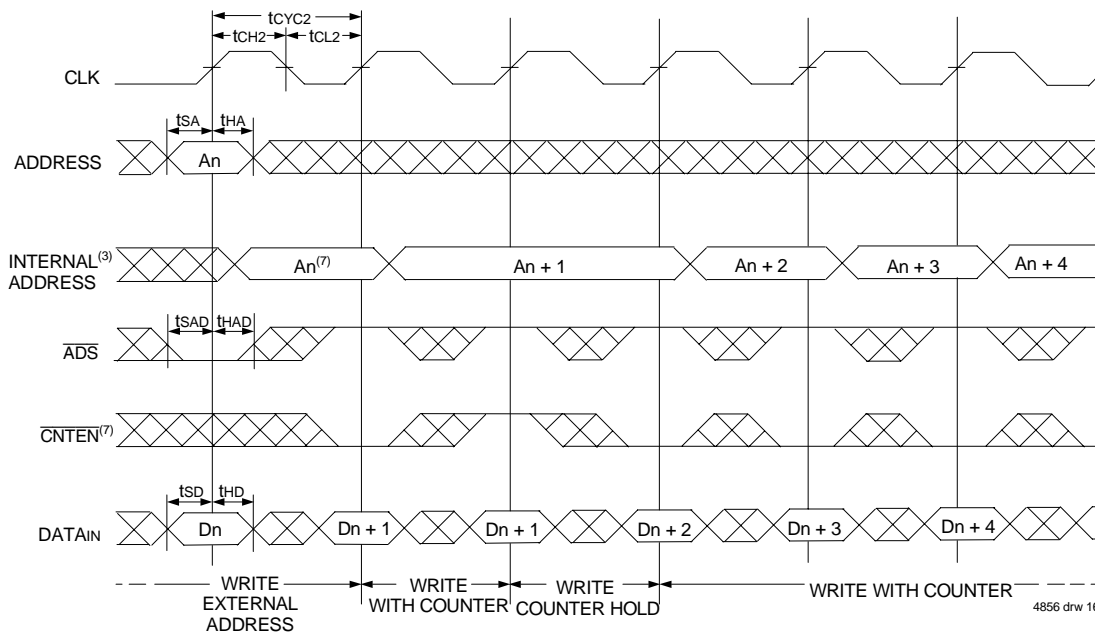 tCYC2
tCH2 tCL2
CLK
tSA tHA
ADDRESS An
INTERNAL(3)
ADDRESS
An(7) An + 1 An + 2 An + 3 An + 4
tSAD tHAD
ADS
CNTEN(7)
tSD tHD
DATAIN Dn Dn + 1 Dn + 1 Dn + 2 Dn + 3 Dn + 4
WRITE
EXTERNAL
ADDRESS
WRITE
WITH COUNTER
WRITE
COUNTER HOLD
WRITE WITH COUNTER
4856 drw 16